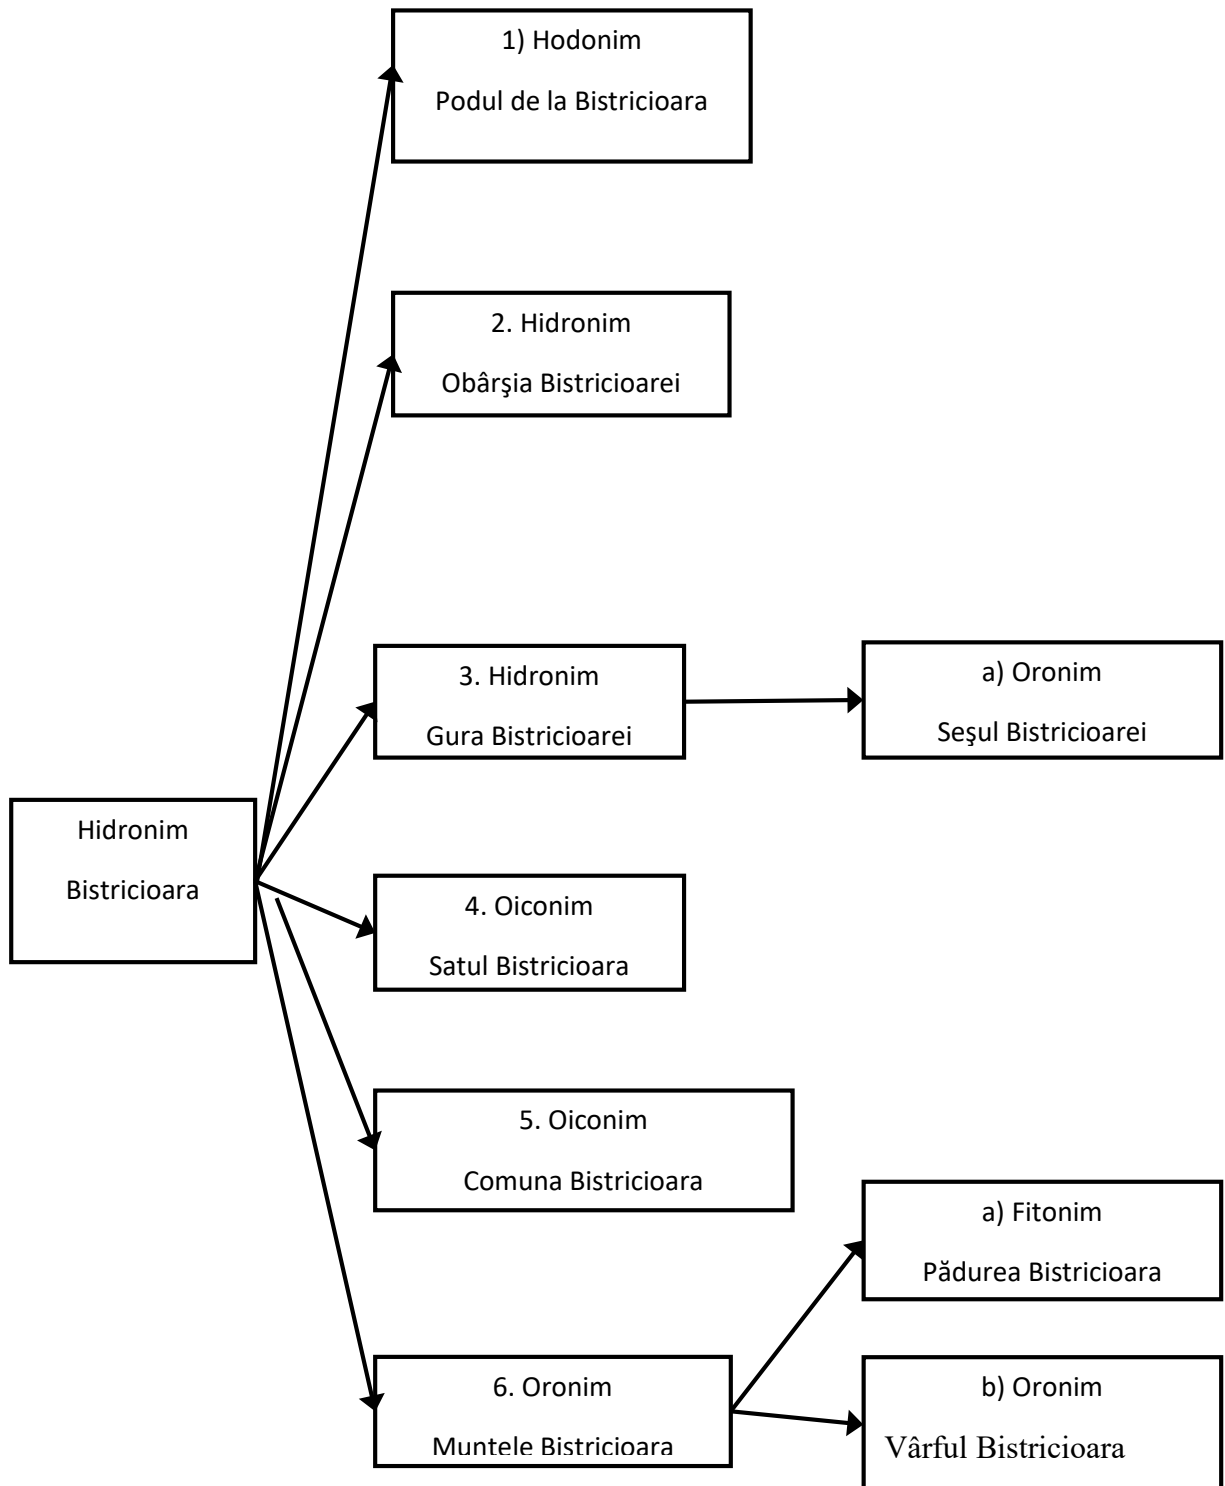 1) Hodonim
Podul de la Bistricioara
2. Hidronim
Obârşia Bistricioarei
3. Hidronim
Gura Bistricioarei
a) Oronim
Seşul Bistricioarei
Hidronim
Bistricioara
4. Oiconim
Satul Bistricioara
5. Oiconim
Comuna Bistricioara
6. Oronim
Muntele Bistricioara
a) Fitonim
Pădurea Bistricioara
b) Oronim
Vârful Bistricioara